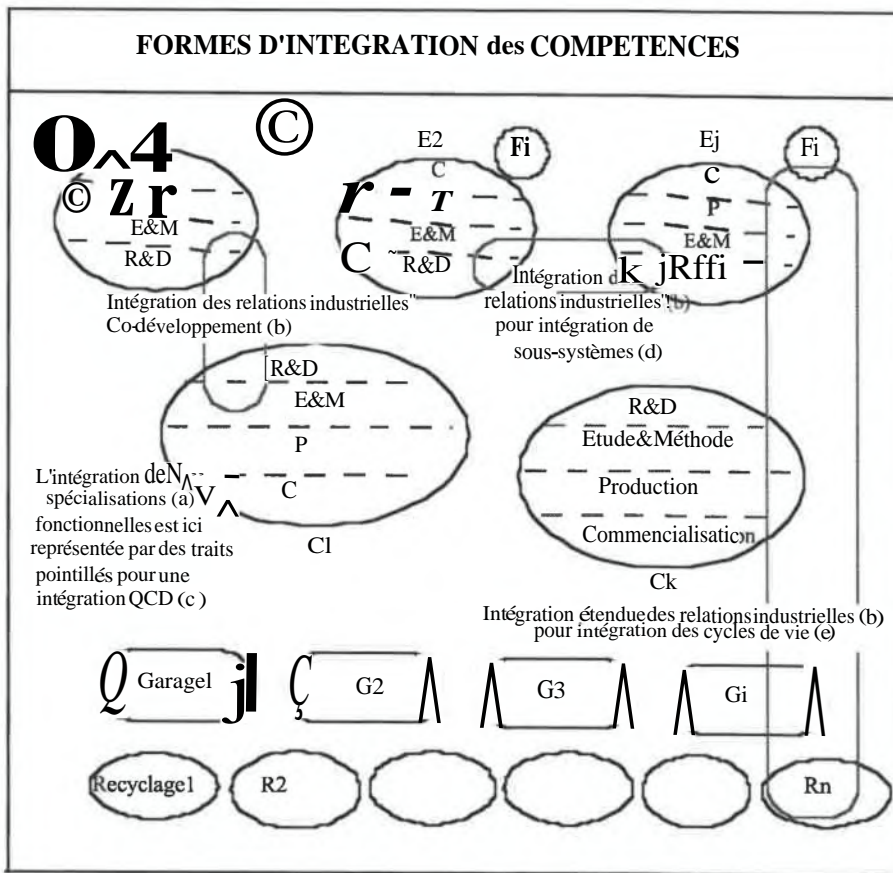 FORMES D'INTEGRATION des COMPETENCES
©
E2
Fi
Ej
Fi
C
T
E&M
R&D
c
P
E&M
© Z r
E&M
R&D
Intégration des relations industrielles"
Co-développement (b)
Intégration d
relations industrielles"! (b)
pour intégration de
sous-systèmes (d)
R&D
E&M
P
C
Cl
R&D
Etude&Méthode
Production
Commencialisation
Ck
L'intégration
spécialisations (a)
fonctionnelles est ici
représentée par des traits
pointillés pour une
intégration QCD (c)
Intégration étendue des relations industrielles (b)
pour intégration des cycles de vie (e)
Garage1
G2
G3
Gi
Recyclage1
R2
Rn